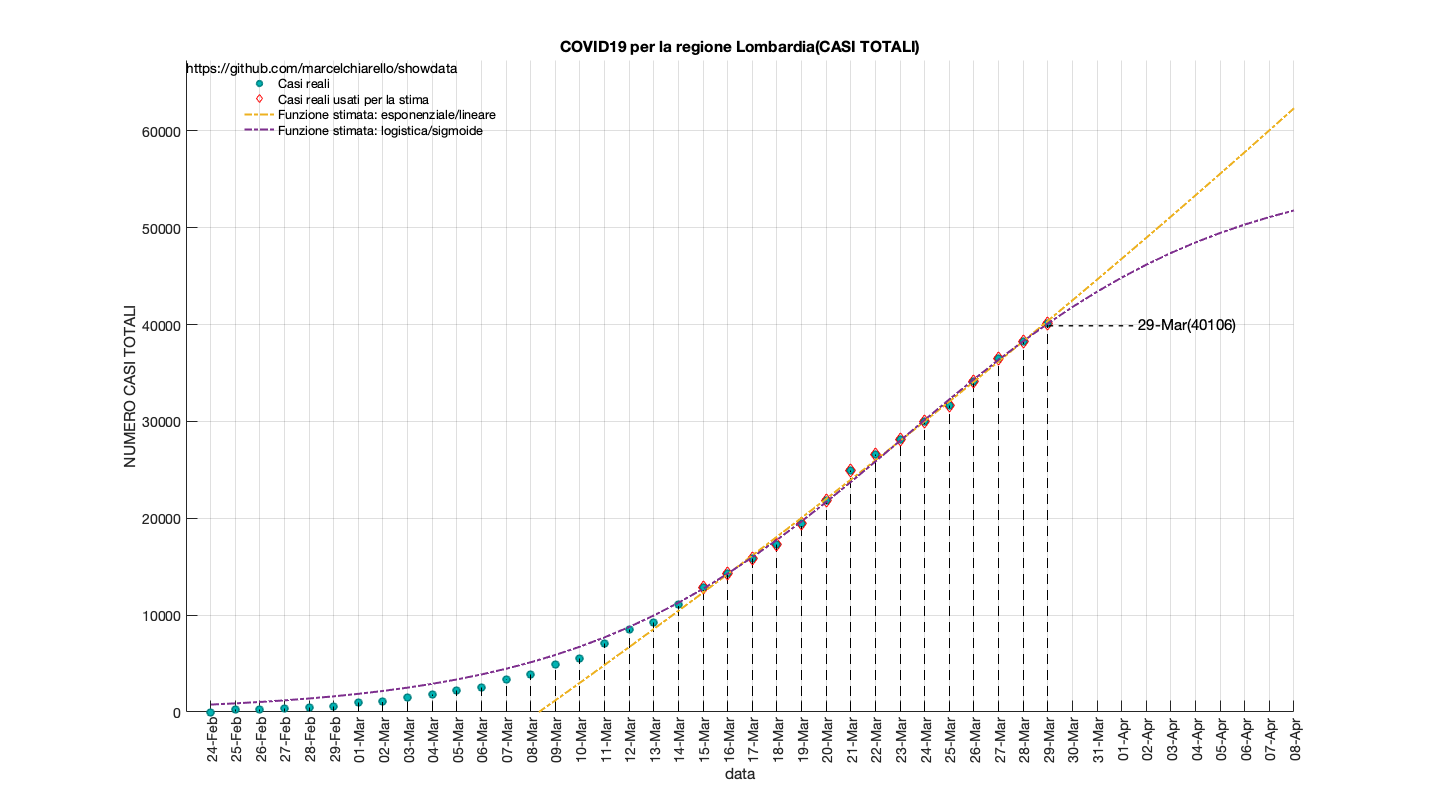 COVID19 per la regione Lombardia(CASI TOTALI)
https://github.com/marcelchiarello/showdata
Casi reali
Casi reali usati per la stima
Funzione stimata: esponenziale/lineare
Funzione stimata: logistica/sigmoide
NUMERO CASI TOTALI
60000
50000
40000
30000
20000
10000
0
29-Mar(40106)
24-Feb
25-Feb
26-Feb
27-Feb
28-Feb
29-Feb
01-Mar
02-Mar
03-Mar
04-Mar
05-Mar
06-Mar
07-Mar
08-Mar
09-Mar
10-Mar
11-Mar
12-Mar
13-Mar
14-Mar
15-Mar
16-Mar
17-Mar
18-Mar
19-Mar
20-Mar
21-Mar
22-Mar
23-Mar
24-Mar
25-Mar
26-Mar
27-Mar
28-Mar
29-Mar
30-Mar
31-Mar
01-Apr
02-Apr
03-Apr
04-Apr
05-Apr
06-Apr
07-Apr
08-Apr
data